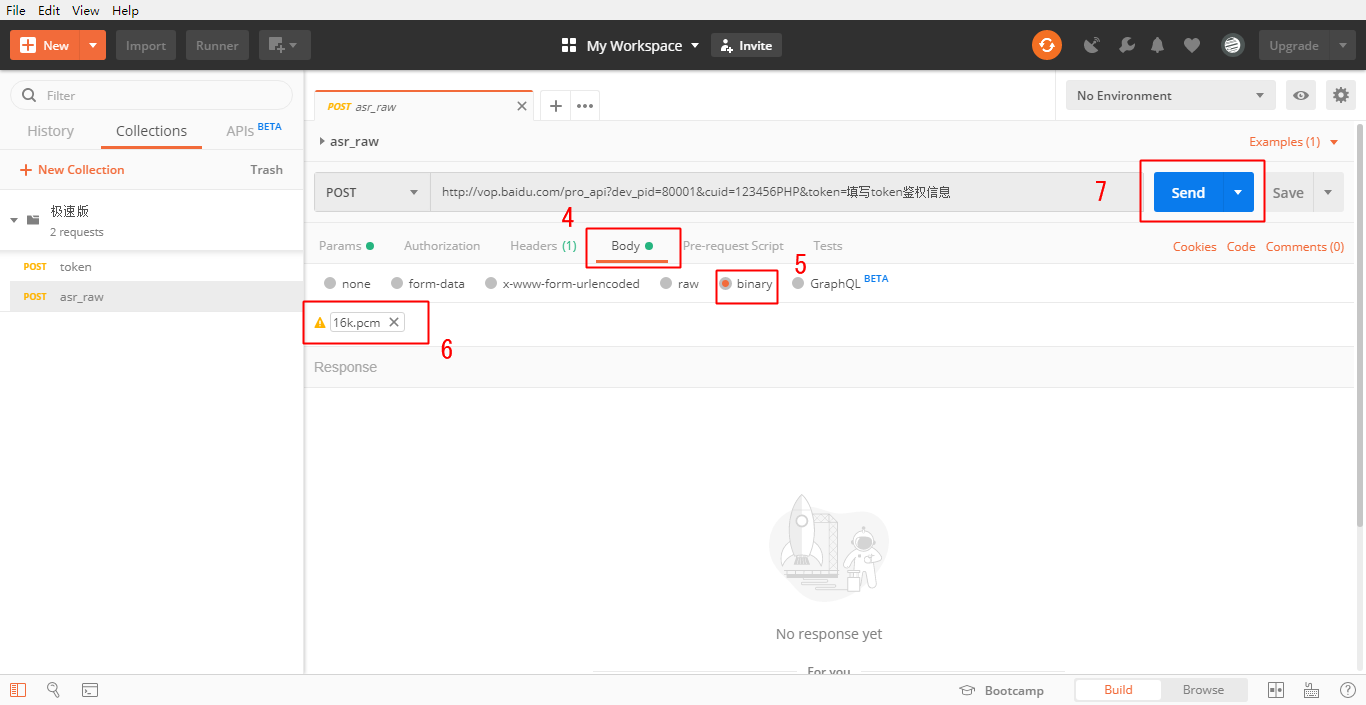 File Edit View Help
New Import Runner My Workspace Invite Upgrade
Filter
History Collections APIs BETA
New Collection Trash
极速版
2 requests
POST token
POST asr_raw
POST asr_raw
No Environment
asr_raw Examples (1)
POST http://vop.baidu.com/pro_api?dev_pid=80001&cuid=123456PHP&token=填写token鉴权信息 7 Send Save
4
Params Authorization Headers (1) Body Pre-request Script Tests Cookies Code Comments (0)
5
none form-data x-www-form-urlencoded raw binary GraphQL BETA
16k.pcm
6
Response
No response yet
For you
Bootcamp Build Browse